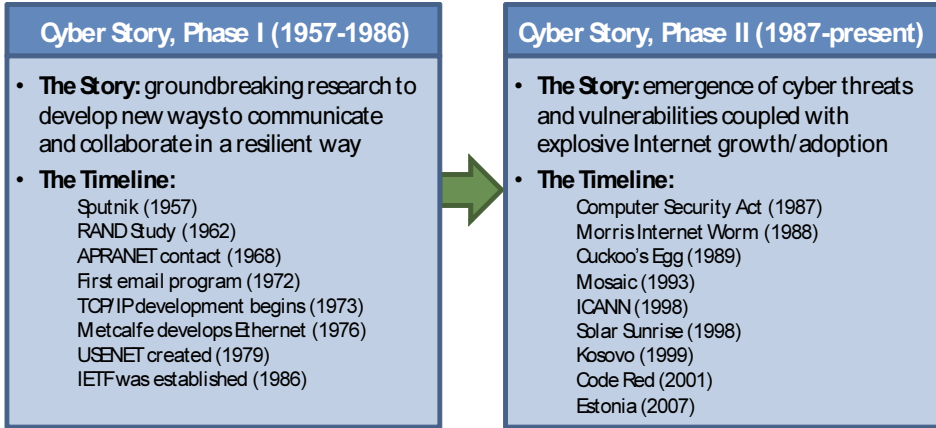 Cyber Story, Phase I (1957-1986)
• The Story: groundbreaking research to
develop new ways to communicate
and collaborate in a resilient way
• The Timeline:
Sputnik (1957)
RAND Study (1962)
APRANET contact (1968)
First email program (1972)
TCP/IP development begins (1973)
Metcalfe develops Ethernet (1976)
USENET created (1979)
IETF was established (1986)
Cyber Story, Phase II (1987-present)
• The Story: emergence of cyber threats
and vulnerabilities coupled with
explosive Internet growth/adoption
• The Timeline:
Computer Security Act (1987)
Morris Internet Worm (1988)
Cuckoo's Egg (1989)
Mosaic (1993)
ICANN (1998)
Solar Sunrise (1998)
Kosovo (1999)
Code Red (2001)
Estonia (2007)